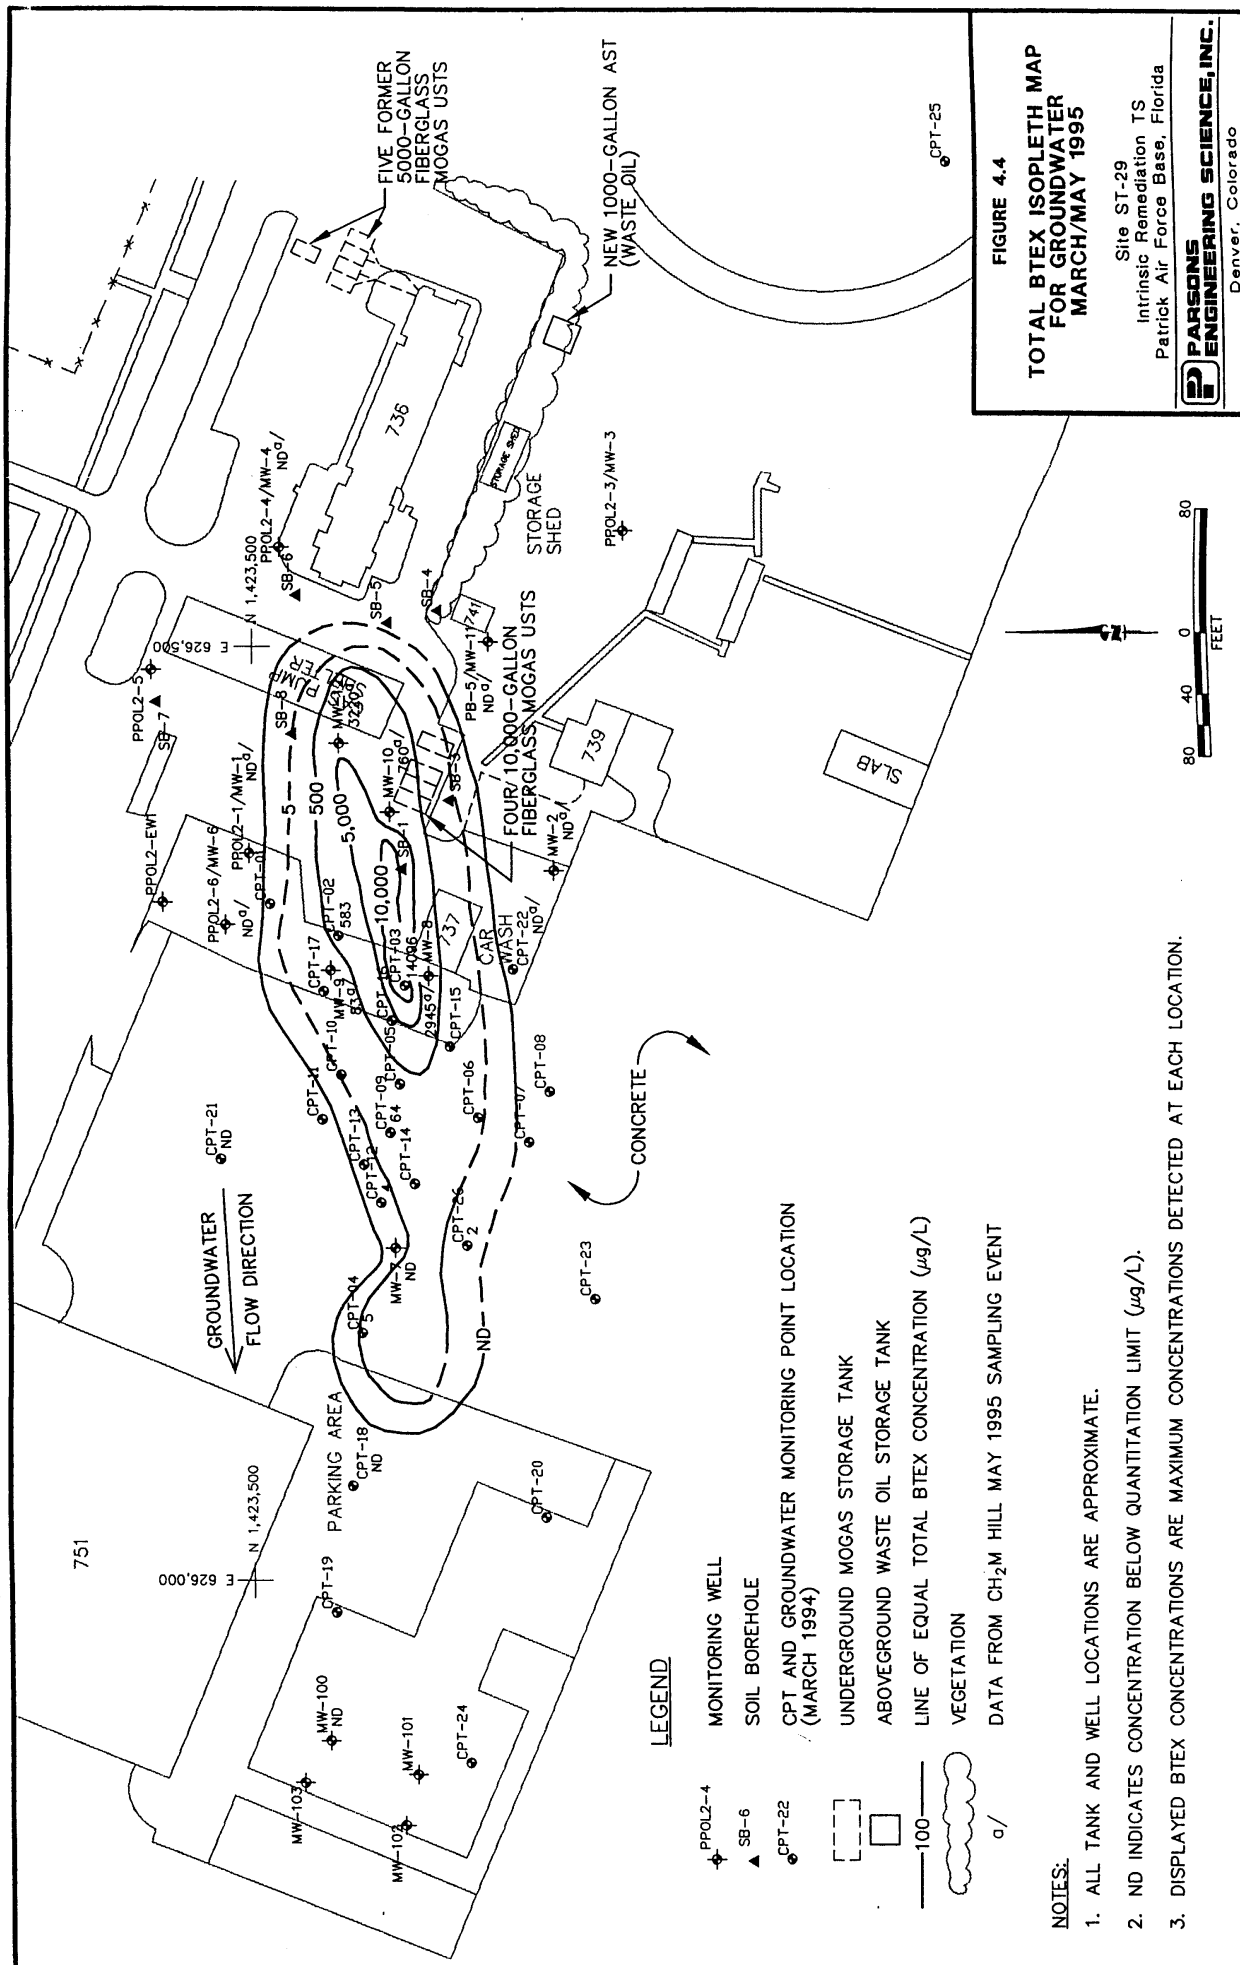 FIVE FORMER
5000-GALLON
FIBERGLASS
MOGAS USTS
NEW 1000-GALLON AST
(WASTE OIL)
CPT-25
736
STORAGE SHED
STORAGE
SHED
PPOL2-4/MW-4
ND a/
SB-6
N 1,423,500
E 626,500
SB-5
SB-4
741
PB-5/MW-11
ND a/
PPOL2-3/MW-3
PPOL2-5
SB-7
SB-8
PUMP
3220 a/
MW-10
760 a/
SB-3
FOUR 10,000-GALLON
FIBERGLASS MOGAS USTS
739
SLAB
MW-2
ND a/
PPOL2-EW1
PPOL2-6/MW-6
ND a/
PPOL2-1/MW-1
ND a/
CPT-01
5
500
5,000
10,000
SB-1
CPT-02
583
CPT-17
MW-9
83 a/
CPT-03
14096
CPT-16
MW-8
2945 a/
737
CAR
WASH
CPT-22
ND a/
CPT-15
CPT-10
CPT-05
CPT-11
CPT-09
64
CPT-06
CPT-08
CPT-07
CPT-13
CPT-12
4
CPT-14
CPT-21
ND
CPT-26
2
MW-7
ND
CPT-04
5
ND
CPT-23
CONCRETE
GROUNDWATER
FLOW DIRECTION
PARKING AREA
CPT-18
ND
CPT-20
CPT-19
751
N 1,423,500
E 626,000
MW-100
ND
MW-101
CPT-24
MW-103
MW-102
LEGEND
PPOL2-4 MONITORING WELL
SB-6 SOIL BOREHOLE
CPT-22 CPT AND GROUNDWATER MONITORING POINT LOCATION
(MARCH 1994)
UNDERGROUND MOGAS STORAGE TANK
ABOVEGROUND WASTE OIL STORAGE TANK
100 LINE OF EQUAL TOTAL BTEX CONCENTRATION (µg/L)
VEGETATION
a/ DATA FROM CH2M HILL MAY 1995 SAMPLING EVENT
NOTES:
1. ALL TANK AND WELL LOCATIONS ARE APPROXIMATE.
2. ND INDICATES CONCENTRATION BELOW QUANTITATION LIMIT (µg/L).
3. DISPLAYED BTEX CONCENTRATIONS ARE MAXIMUM CONCENTRATIONS DETECTED AT EACH LOCATION.
80 40 0 80
FEET
FIGURE 4.4
TOTAL BTEX ISOPLETH MAP
FOR GROUNDWATER
MARCH/MAY 1995
Site ST-29
Intrinsic Remediation TS
Patrick Air Force Base, Florida
PARSONS
ENGINEERING SCIENCE, INC.
Denver, Colorado